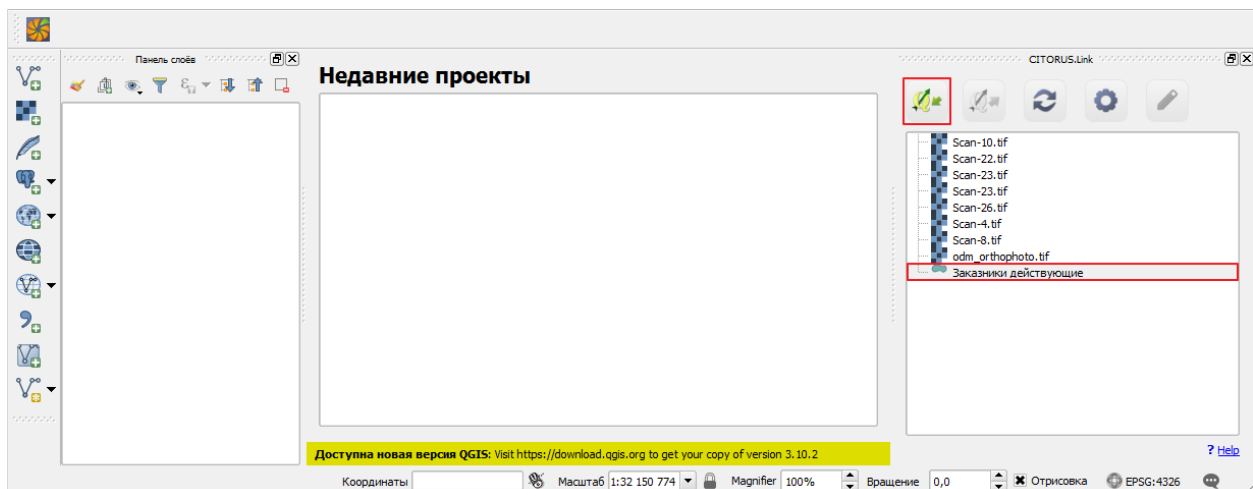 Панель слоёв
CITORUS.Link
Недавние проекты
Scan-10.tif
Scan-22.tif
Scan-23.tif
Scan-23.tif
Scan-26.tif
Scan-4.tif
Scan-8.tif
odm_orthophoto.tif
Заказники действующие
? Help
Доступна новая версия QGIS: Visit https://download.qgis.org to get your copy of version 3.10.2
Координаты Масштаб 1:32 150 774 Magnifier 100% Вращение 0,0 Отрисовка EPSG:4326